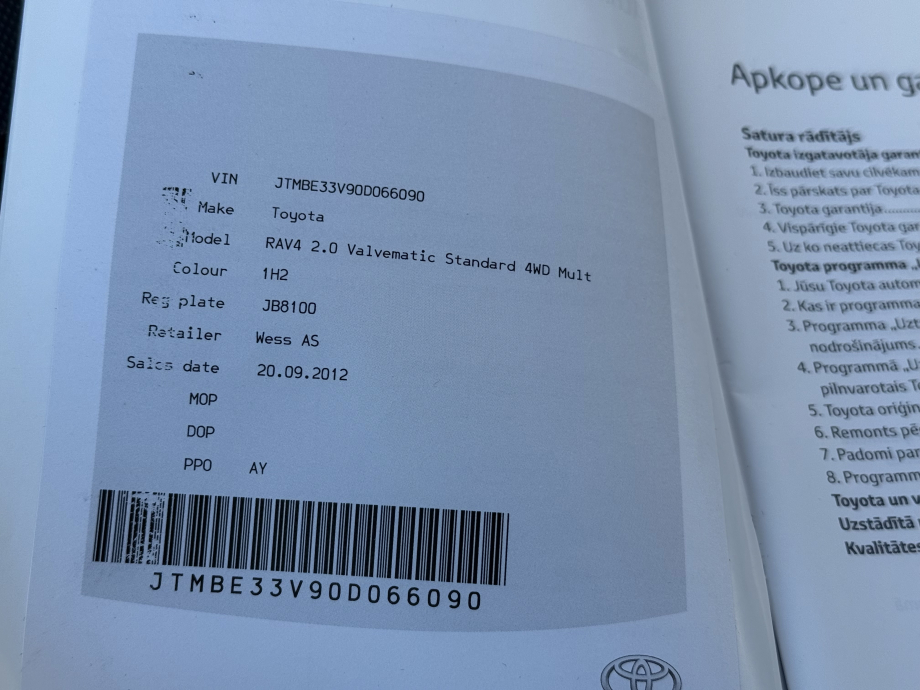 VIN JTMBE33V90D066090
Make Toyota
Model RAV4 2.0 Valvematic Standard 4WD Mult
Colour 1H2
Reg plate JB8100
Retailer Wess AS
Sales date 20.09.2012
MOP
DOP
PPO AY
JTMBE33V90D066090
Apkope un
Satura rādītājs
Toyota izgatavotāja
1. Izbaudiet savu
2. Īss pārskats par Toyota
3. Toyota garantija
4. Vispārīgie Toyota
5. Uz ko neattiecas
Toyota programma
1. Jūsu Toyota
2. Kas ir programma
3. Programma
nodrošinājums
4. Programmā
pilnvarotais
5. Toyota
6. Remonts
7. Padomi
8.
Toyota un
Uzstādītā